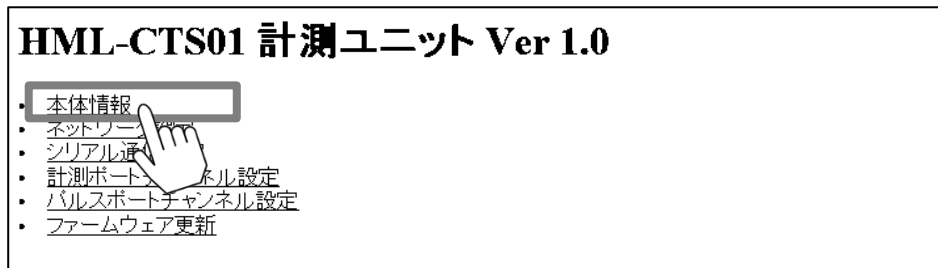 HML-CTS01 計測ユニット Ver 1.0
本体情報
ネットワーク
シリアル通
計測ポート ネル設定
パルスポートチャンネル設定
ファームウェア更新